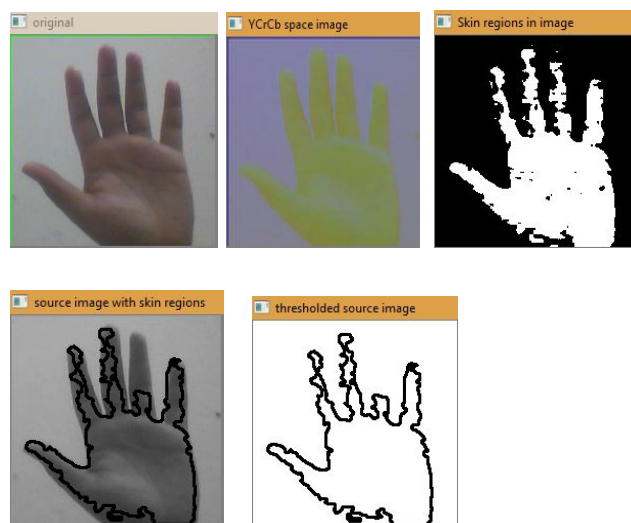 original
YCrCb space image
Skin regions in image
source image with skin regions
thresholded source image